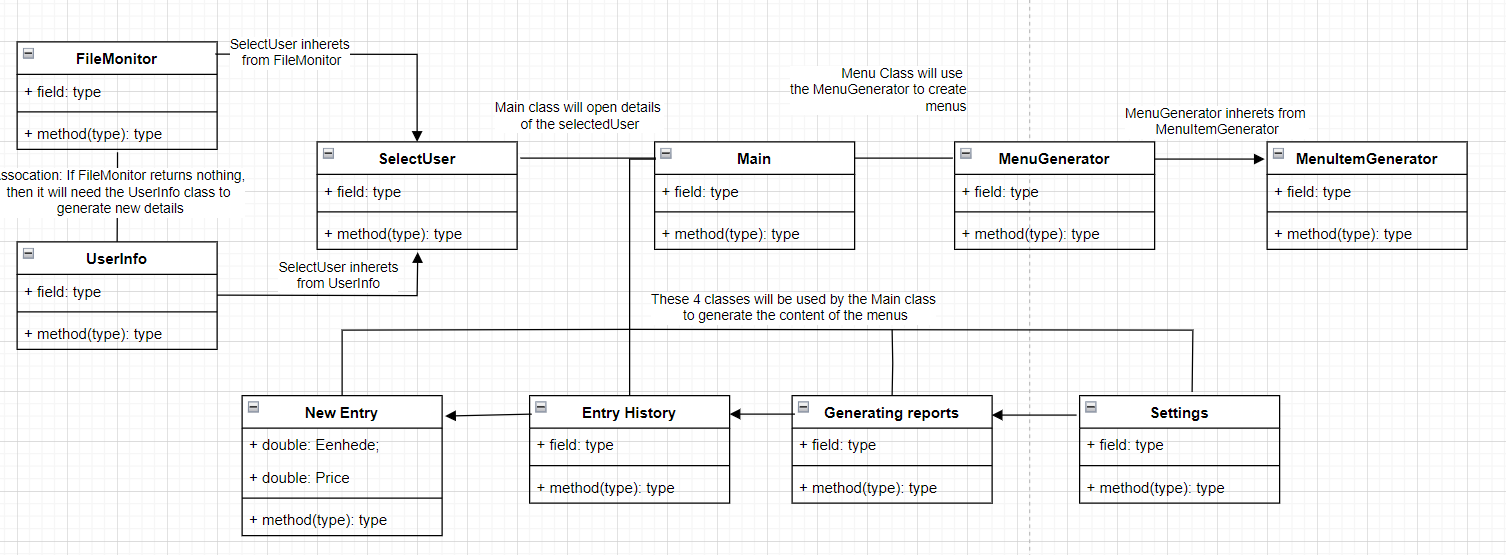 SelectUser inherets
from FileMonitor
FileMonitor
+ field: type
+ method(type): type
ssocation: If FileMonitor returns nothing,
then it will need the UserInfo class to
generate new details
UserInfo
+ field: type
+ method(type): type
SelectUser inherets
from UserInfo
SelectUser
+ field: type
+ method(type): type
Main class will open details
of the selectedUser
Main
+ field: type
+ method(type): type
Menu Class will use
the MenuGenerator to create
menus
MenuGenerator
+ field: type
+ method(type): type
MenuGenerator inherets from
MenuItemGenerator
MenuItemGenerator
+ field: type
+ method(type): type
These 4 classes will be used by the Main class
to generate the content of the menus
New Entry
+ double: Eenhede;
+ double: Price
+ method(type): type
Entry History
+ field: type
+ method(type): type
Generating reports
+ field: type
+ method(type): type
Settings
+ field: type
+ method(type): type